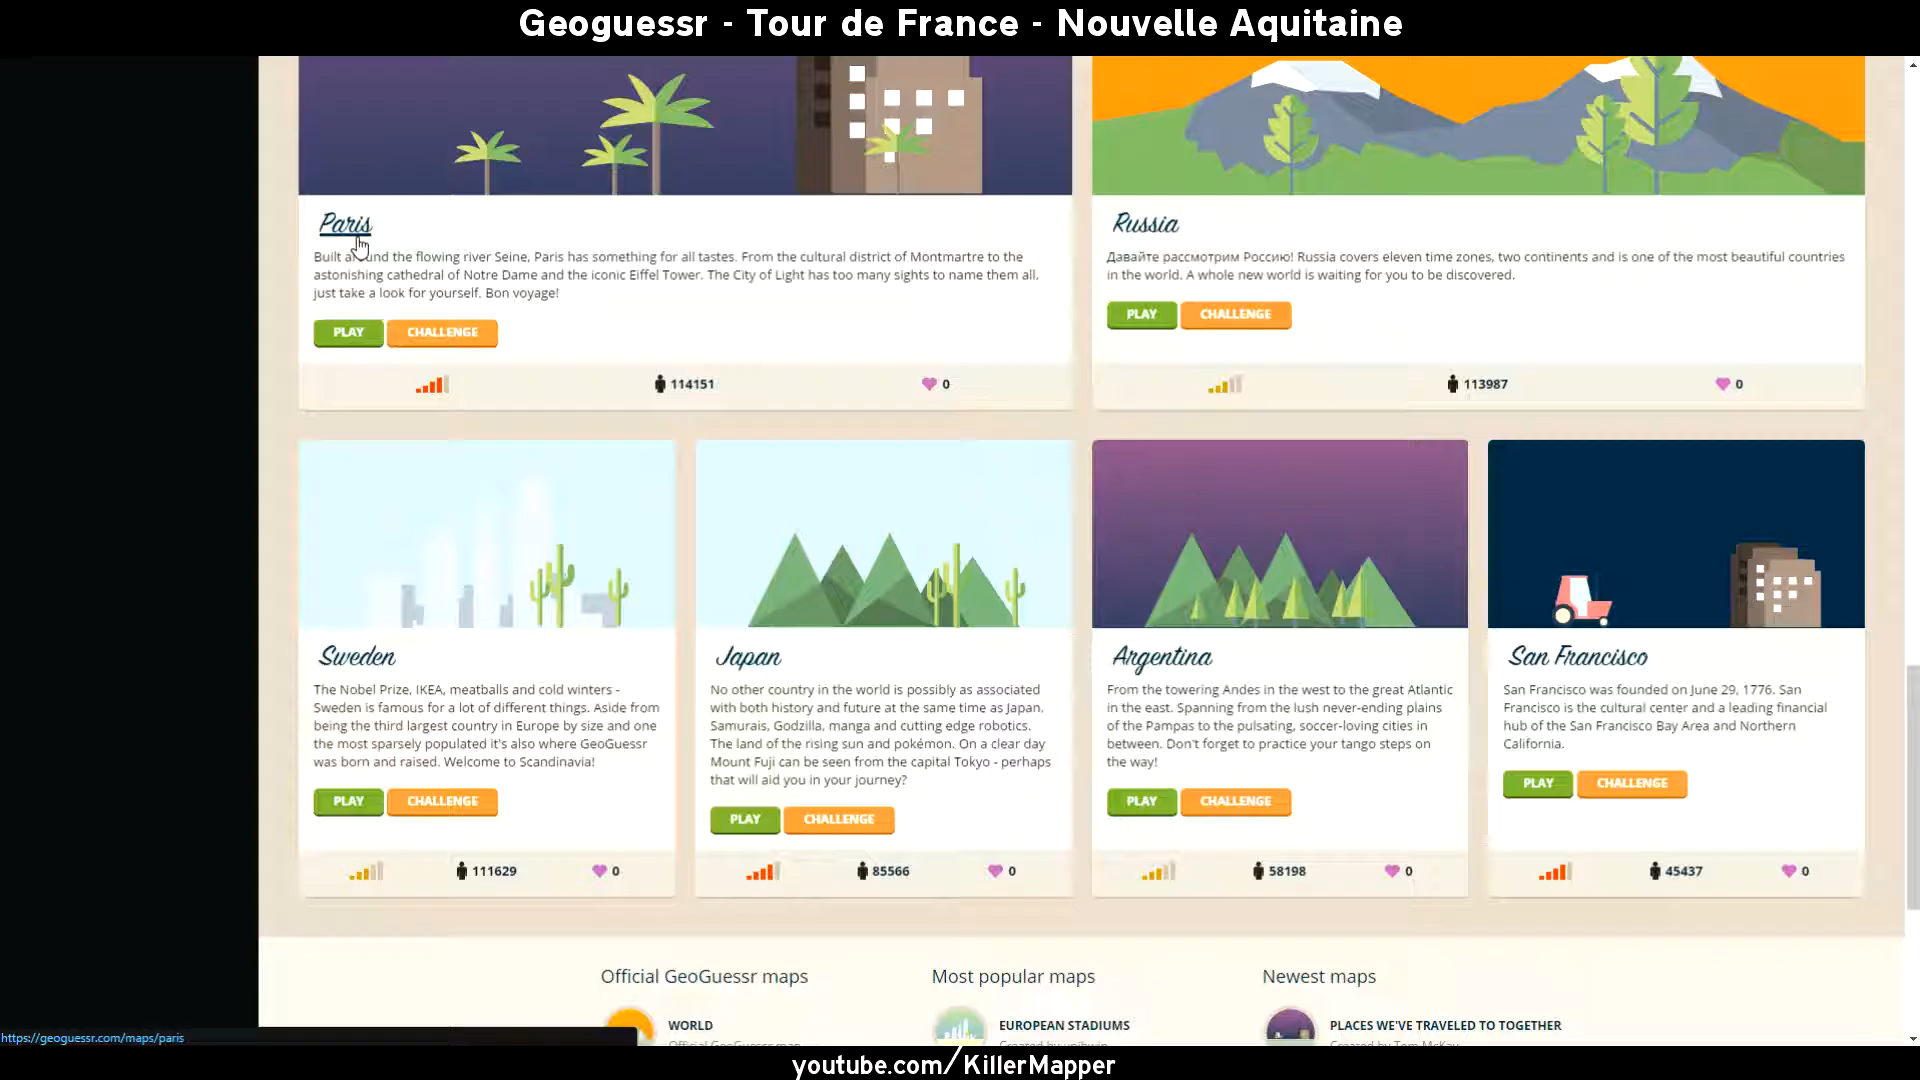 Geoguessr - Tour de France - Nouvelle Aquitaine
Paris
Built around the flowing river Seine, Paris has something for all tastes. From the cultural district of Montmartre to the
astonishing cathedral of Notre Dame and the iconic Eiffel Tower. The City of Light has too many sights to name them all,
just take a look for yourself. Bon voyage!
PLAY CHALLENGE
114151 0
Russia
Давайте рассмотрим Россию! Russia covers eleven time zones, two continents and is one of the most beautiful countries
in the world. A whole new world is waiting for you to be discovered.
PLAY CHALLENGE
113987 0
Sweden
The Nobel Prize, IKEA, meatballs and cold winters -
Sweden is famous for a lot of different things. Aside from
being the third largest country in Europe by size and one
the most sparsely populated it's also where GeoGuessr
was born and raised. Welcome to Scandinavia!
PLAY CHALLENGE
111629 0
Japan
No other country in the world is possibly as associated
with both history and future at the same time as Japan.
Samurais, Godzilla, manga and cutting edge robotics.
The land of the rising sun and pokémon. On a clear day
Mount Fuji can be seen from the capital Tokyo - perhaps
that will aid you in your journey?
PLAY CHALLENGE
85566 0
Argentina
From the towering Andes in the west to the great Atlantic
in the east. Spanning from the lush never-ending plains
of the Pampas to the pulsating, soccer-loving cities in
between. Don't forget to practice your tango steps on
the way!
PLAY CHALLENGE
58198 0
San Francisco
San Francisco was founded on June 29, 1776. San
Francisco is the cultural center and a leading financial
hub of the San Francisco Bay Area and Northern
California.
PLAY CHALLENGE
45437 0
Official GeoGuessr maps
WORLD
Official GeoGuessr map
Most popular maps
EUROPEAN STADIUMS
Created by
Newest maps
PLACES WE'VE TRAVELED TO TOGETHER
Created by Tom McKay
https://geoguessr.com/maps/paris
youtube.com/KillerMapper